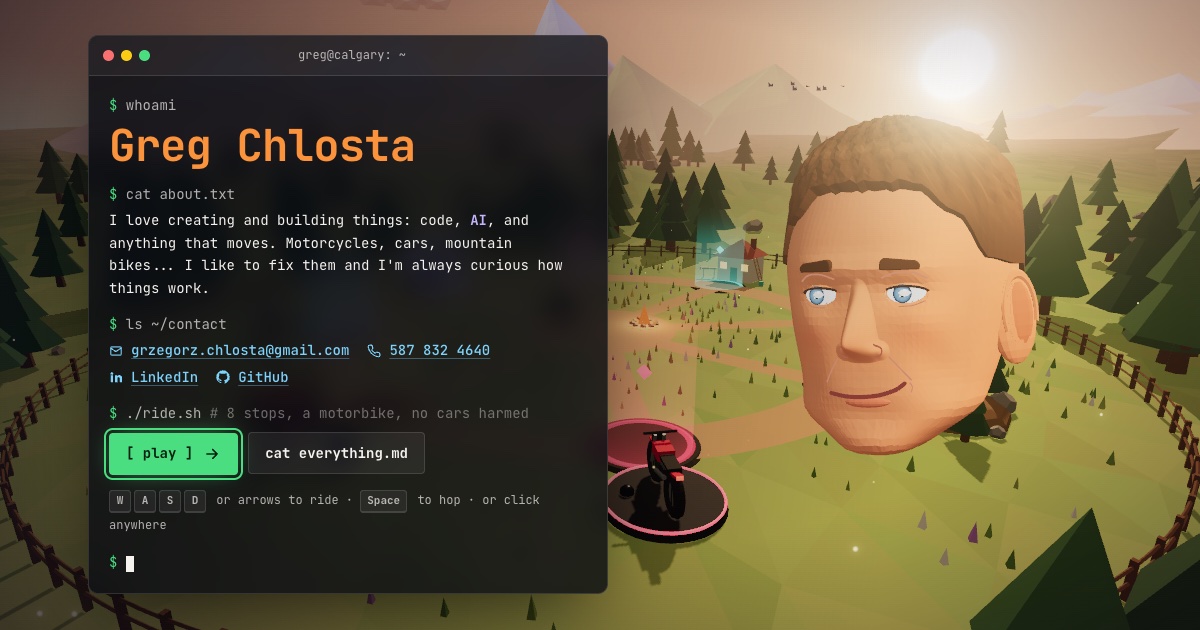 greg@calgary: ~
$ whoami
Greg Chlosta
$ cat about.txt
I love creating and building things: code, AI, and
anything that moves. Motorcycles, cars, mountain
bikes... I like to fix them and I'm always curious how
things work.
$ ls ~/contact
grzegorz.chlosta@gmail.com 587 832 4640
in LinkedIn GitHub
$ ./ride.sh # 8 stops, a motorbike, no cars harmed
[ play ] → cat everything.md
W A S D or arrows to ride · Space to hop · or click
anywhere
$